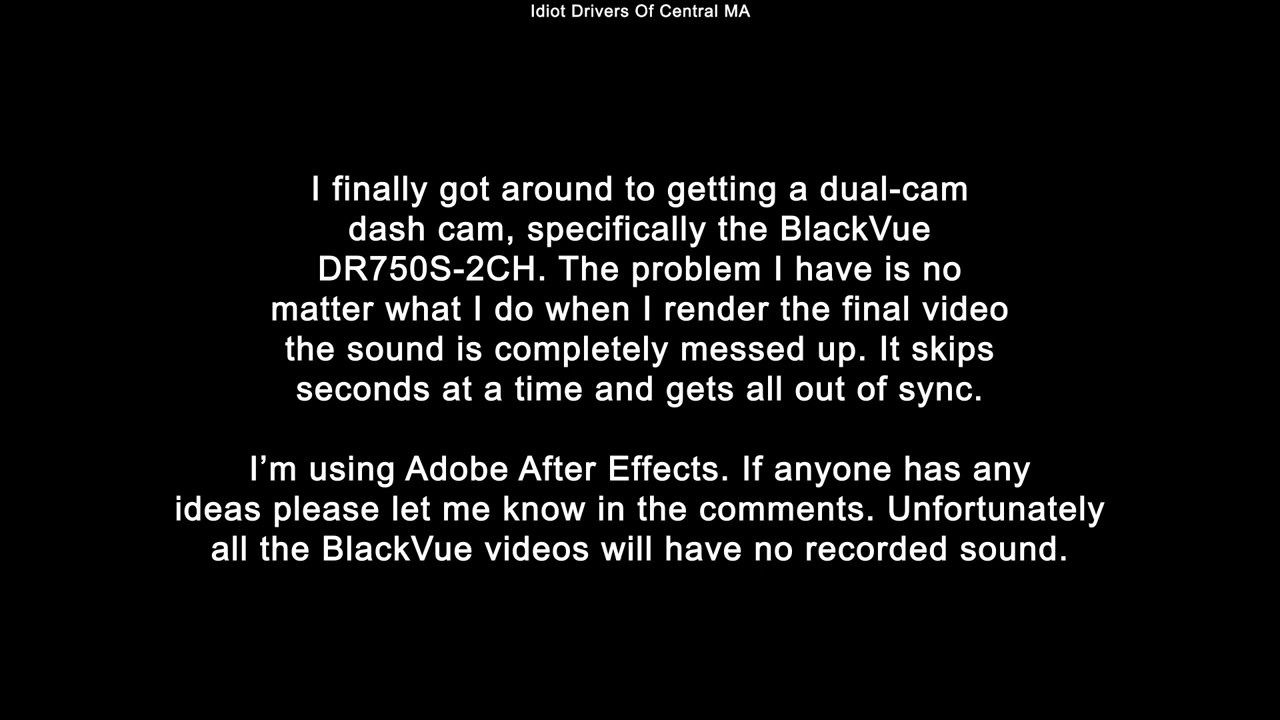 Idiot Drivers Of Central MA
I finally got around to getting a dual-cam
dash cam, specifically the BlackVue
DR750S-2CH. The problem I have is no
matter what I do when I render the final video
the sound is completely messed up. It skips
seconds at a time and gets all out of sync.
I’m using Adobe After Effects. If anyone has any
ideas please let me know in the comments. Unfortunately
all the BlackVue videos will have no recorded sound.